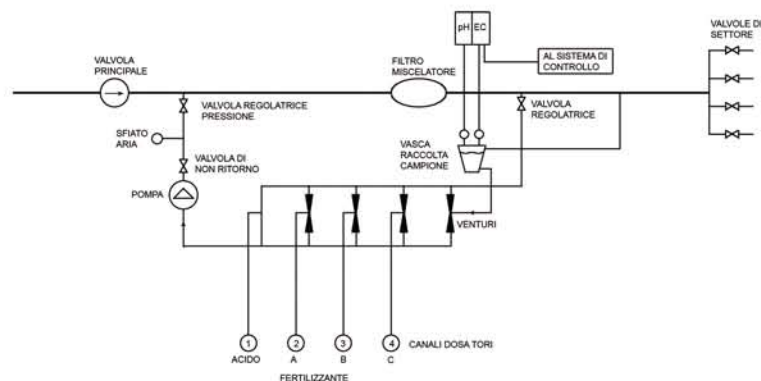 VALVOLE DI
SETTORE
pH EC
VALVOLA
PRINCIPALE
FILTRO
MISCELATORE
AL SISTEMA DI
CONTROLLO
VALVOLA REGOLATRICE
PRESSIONE
VALVOLA
REGOLATRICE
SFIATO
ARIA
VASCA
RACCOLTA
CAMPIONE
VALVOLA DI
NON RITORNO
POMPA
VENTURI
1 2 3 4 CANALI DOSA TORI
ACIDO A B C
FERTILIZZANTE